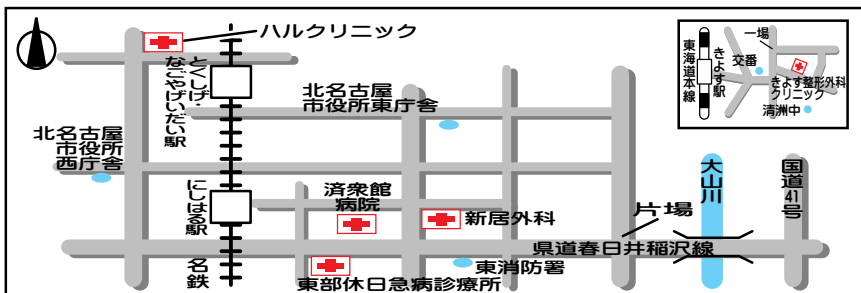 ハルクリニック
とくしげ・
なごやげいだい駅
北名古屋
市役所東庁舎
北名古屋
市役所
西庁舎
にしはる駅
済衆館
病院
新居外科
片場
大山川
国道41号
県道春日井稲沢線
名鉄
東部休日急病診療所
東消防署
一場
東海道本線
きよす駅
交番
きよす整形外科
クリニック
清洲中